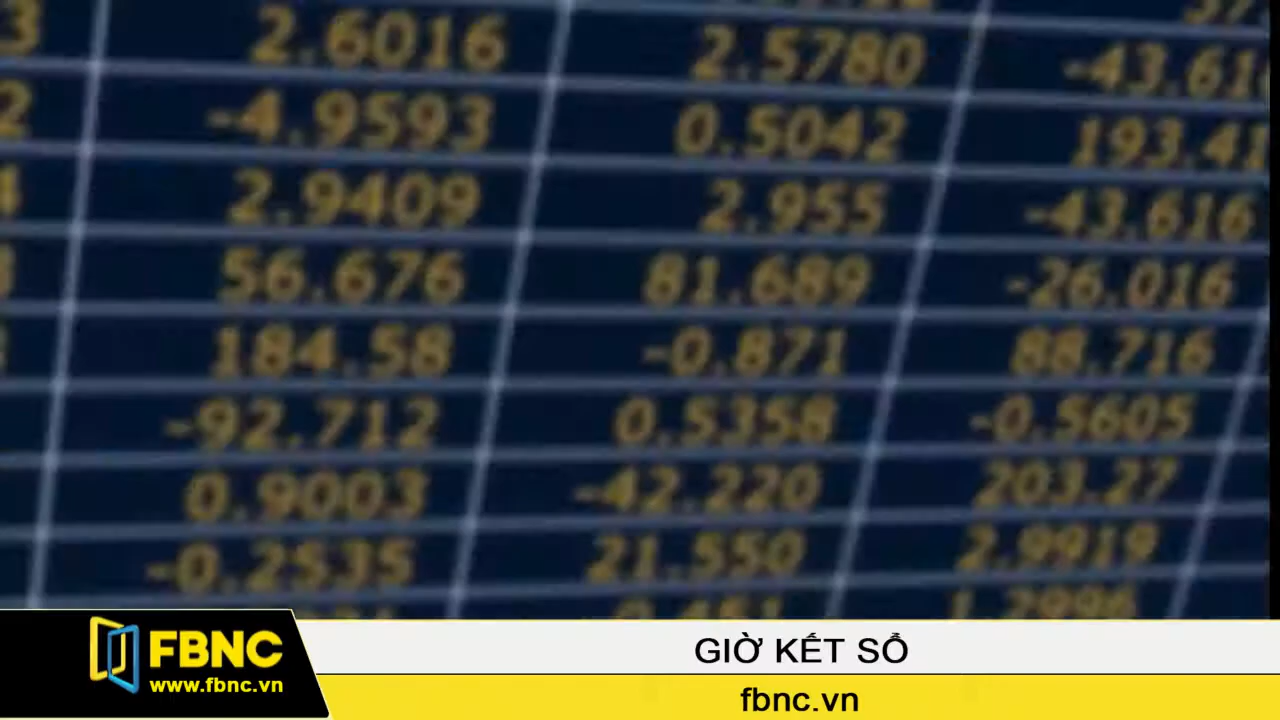 2.6016 2.5780
-4.9593 0.5042 193.41
2.9409 2.955 -43.616
56.676 81.689 -26.016
184.58 -0.871 88.716
-92.712 0.5358 -0.5605
0.9003 -42.220 203.27
-0.2535 21.550 2.9919
FBNC
www.fbnc.vn
GIỜ KẾT SỔ
fbnc.vn